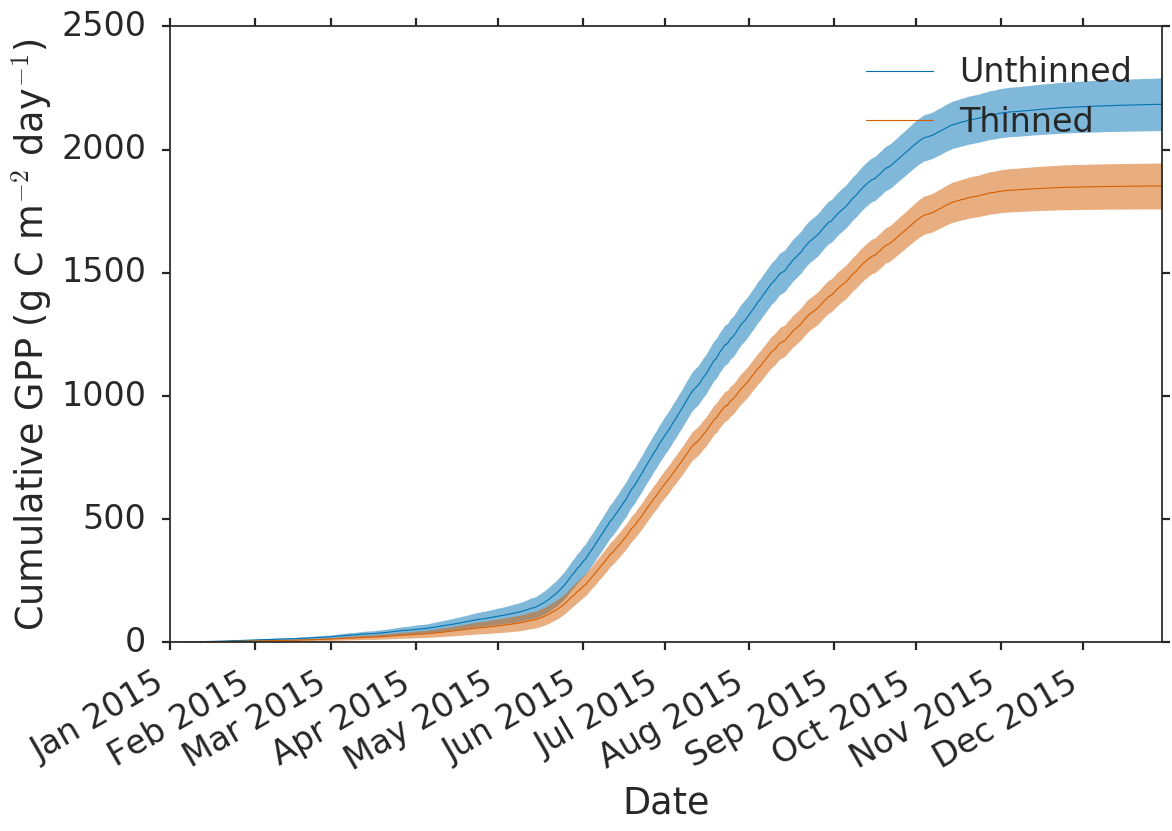 Cumulative GPP (g C m⁻² day⁻¹)
2500
2000
1500
1000
500
0
Unthinned
Thinned
Jan 2015
Feb 2015
Mar 2015
Apr 2015
May 2015
Jun 2015
Jul 2015
Aug 2015
Sep 2015
Oct 2015
Nov 2015
Dec 2015
Date